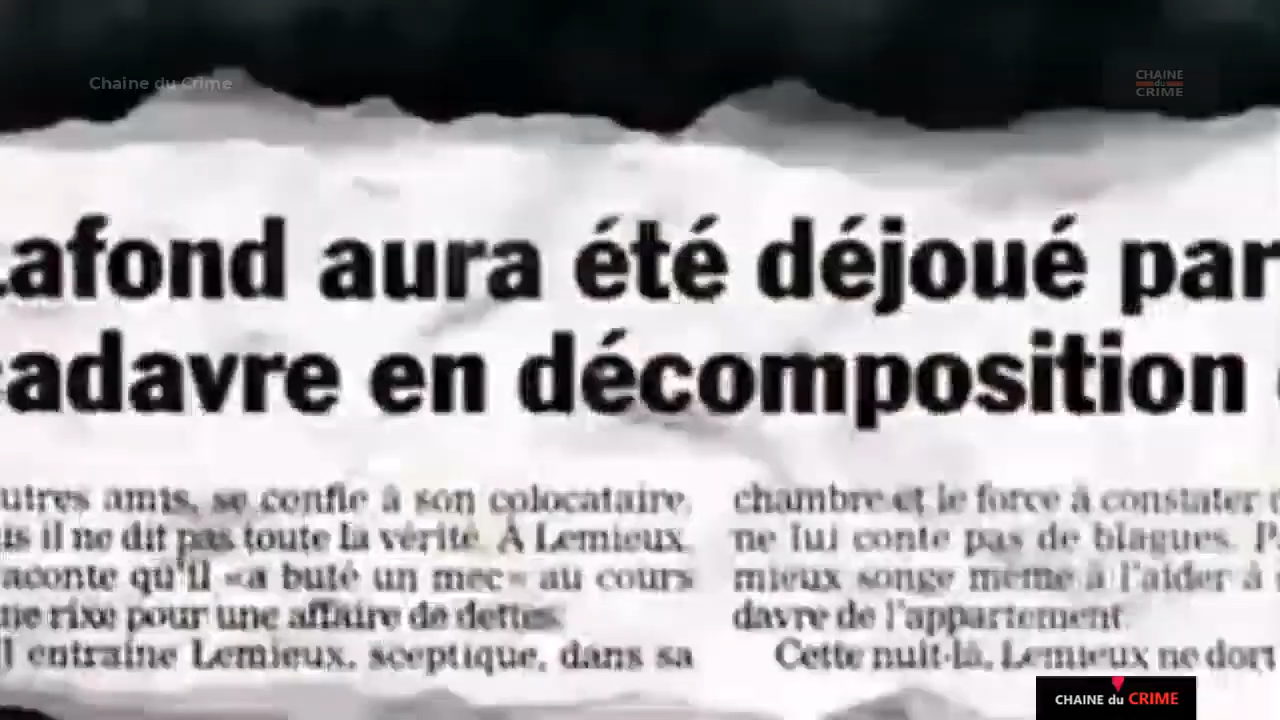 Chaine du Crime
CHAINE
du
CRIME
Lafond aura été déjoué par
cadavre en décomposition
utres amis, se confie à son colocataire,
is il ne dit pas toute la vérité. À Lemieux,
aconte qu'il «a buté un mec» au cours
ne rixe pour une affaire de dettes.
l entraîne Lemieux, sceptique, dans sa
chambre et le force à constater
ne lui conte pas de blagues.
mieux songe même à l'aider à
davre de l'appartement.
Cette nuit-là, Lemieux ne dort
CHAINE du CRIME